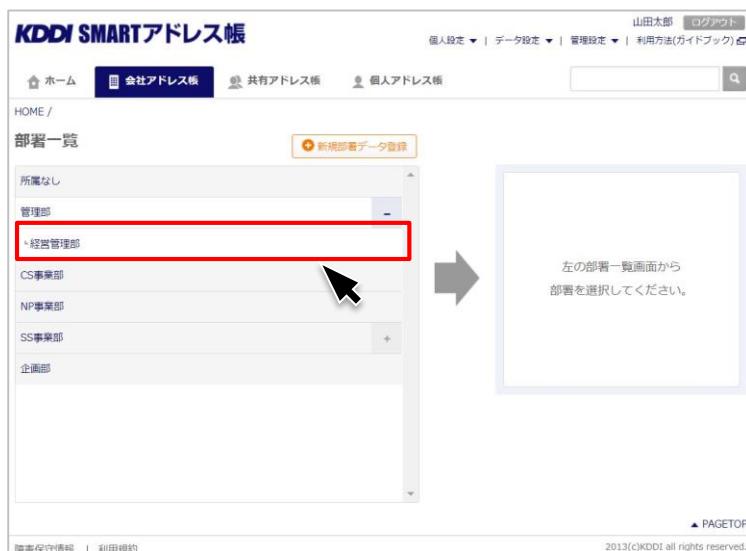 山田太郎 ログアウト
KDDI SMARTアドレス帳
個人設定 ▼ | データ設定 ▼ | 管理設定 ▼ | 利用方法(ガイドブック)
ホーム 会社アドレス帳 共有アドレス帳 個人アドレス帳
HOME /
部署一覧
新規部署データ登録
所属なし
管理部 -
└経営管理部
CS事業部
NP事業部
SS事業部 +
企画部
左の部署一覧画面から
部署を選択してください。
▲ PAGETOP
障害保守情報 | 利用規約
2013(c)KDDI all rights reserved.